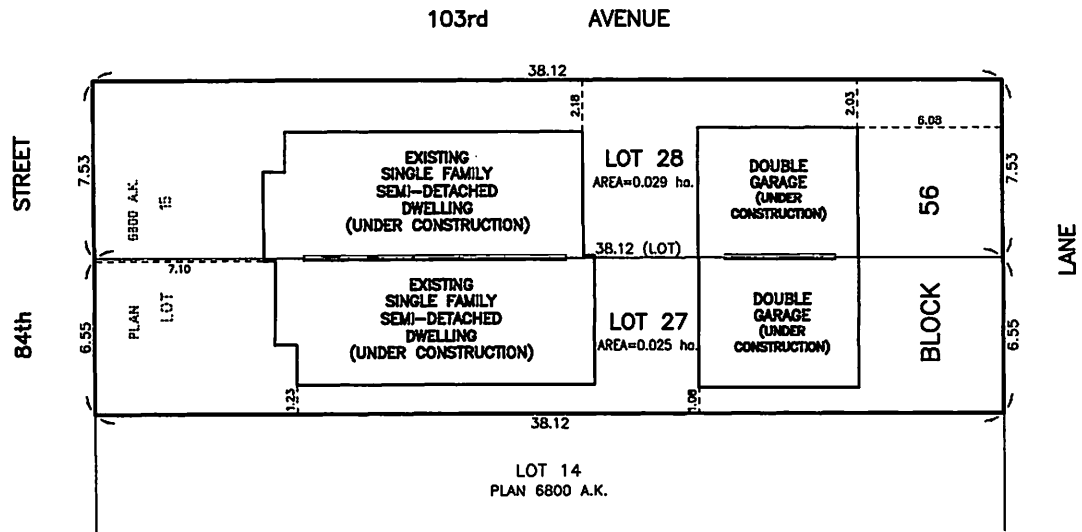 103rd AVENUE
38.12
84th STREET
7.53
6800 A.K.
15
2.18
2.03
6.08
EXISTING
SINGLE FAMILY
SEMI-DETACHED
DWELLING
(UNDER CONSTRUCTION)
LOT 28
AREA=0.029 ha.
DOUBLE
GARAGE
(UNDER
CONSTRUCTION)
56
7.53
LANE
38.12 (LOT)
7.10
6.55
PLAN
LOT
EXISTING
SINGLE FAMILY
SEMI-DETACHED
DWELLING
(UNDER CONSTRUCTION)
LOT 27
AREA=0.025 ha.
DOUBLE
GARAGE
(UNDER
CONSTRUCTION)
BLOCK
6.55
1.23
1.08
38.12
LOT 14
PLAN 6800 A.K.